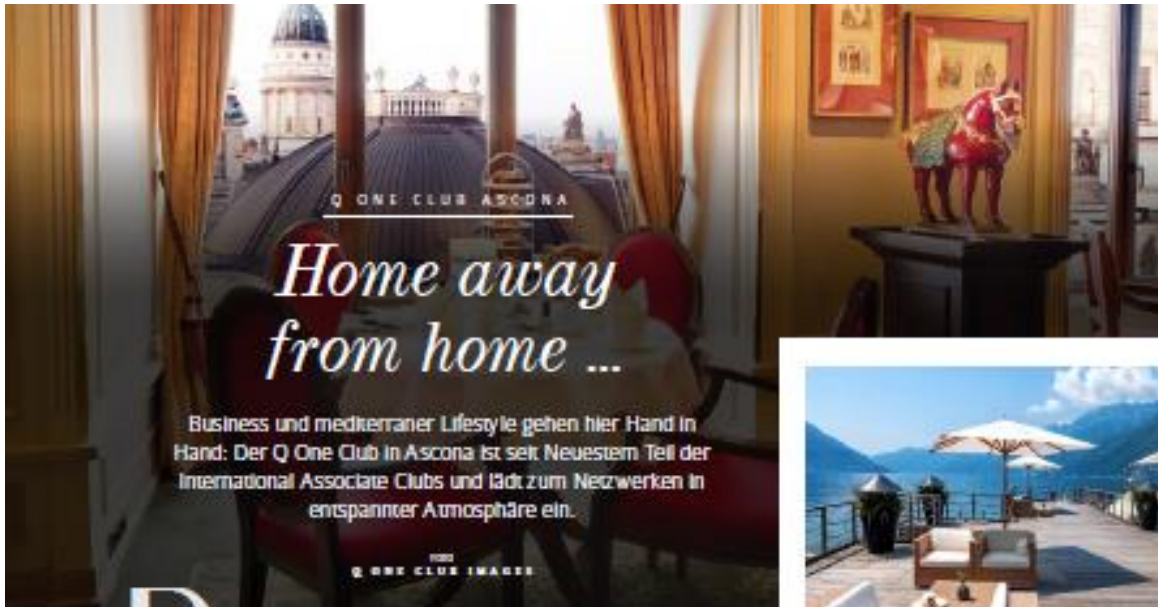 Q ONE CLUB ASCONA
Home away
from home ...
Business und mediterraner Lifestyle gehen hier Hand in
Hand: Der Q One Club in Ascona ist seit Neuestem Teil der
International Associate Clubs und lädt zum Netzwerken in
entspannter Atmosphäre ein.
Q ONE CLUB IMAGES